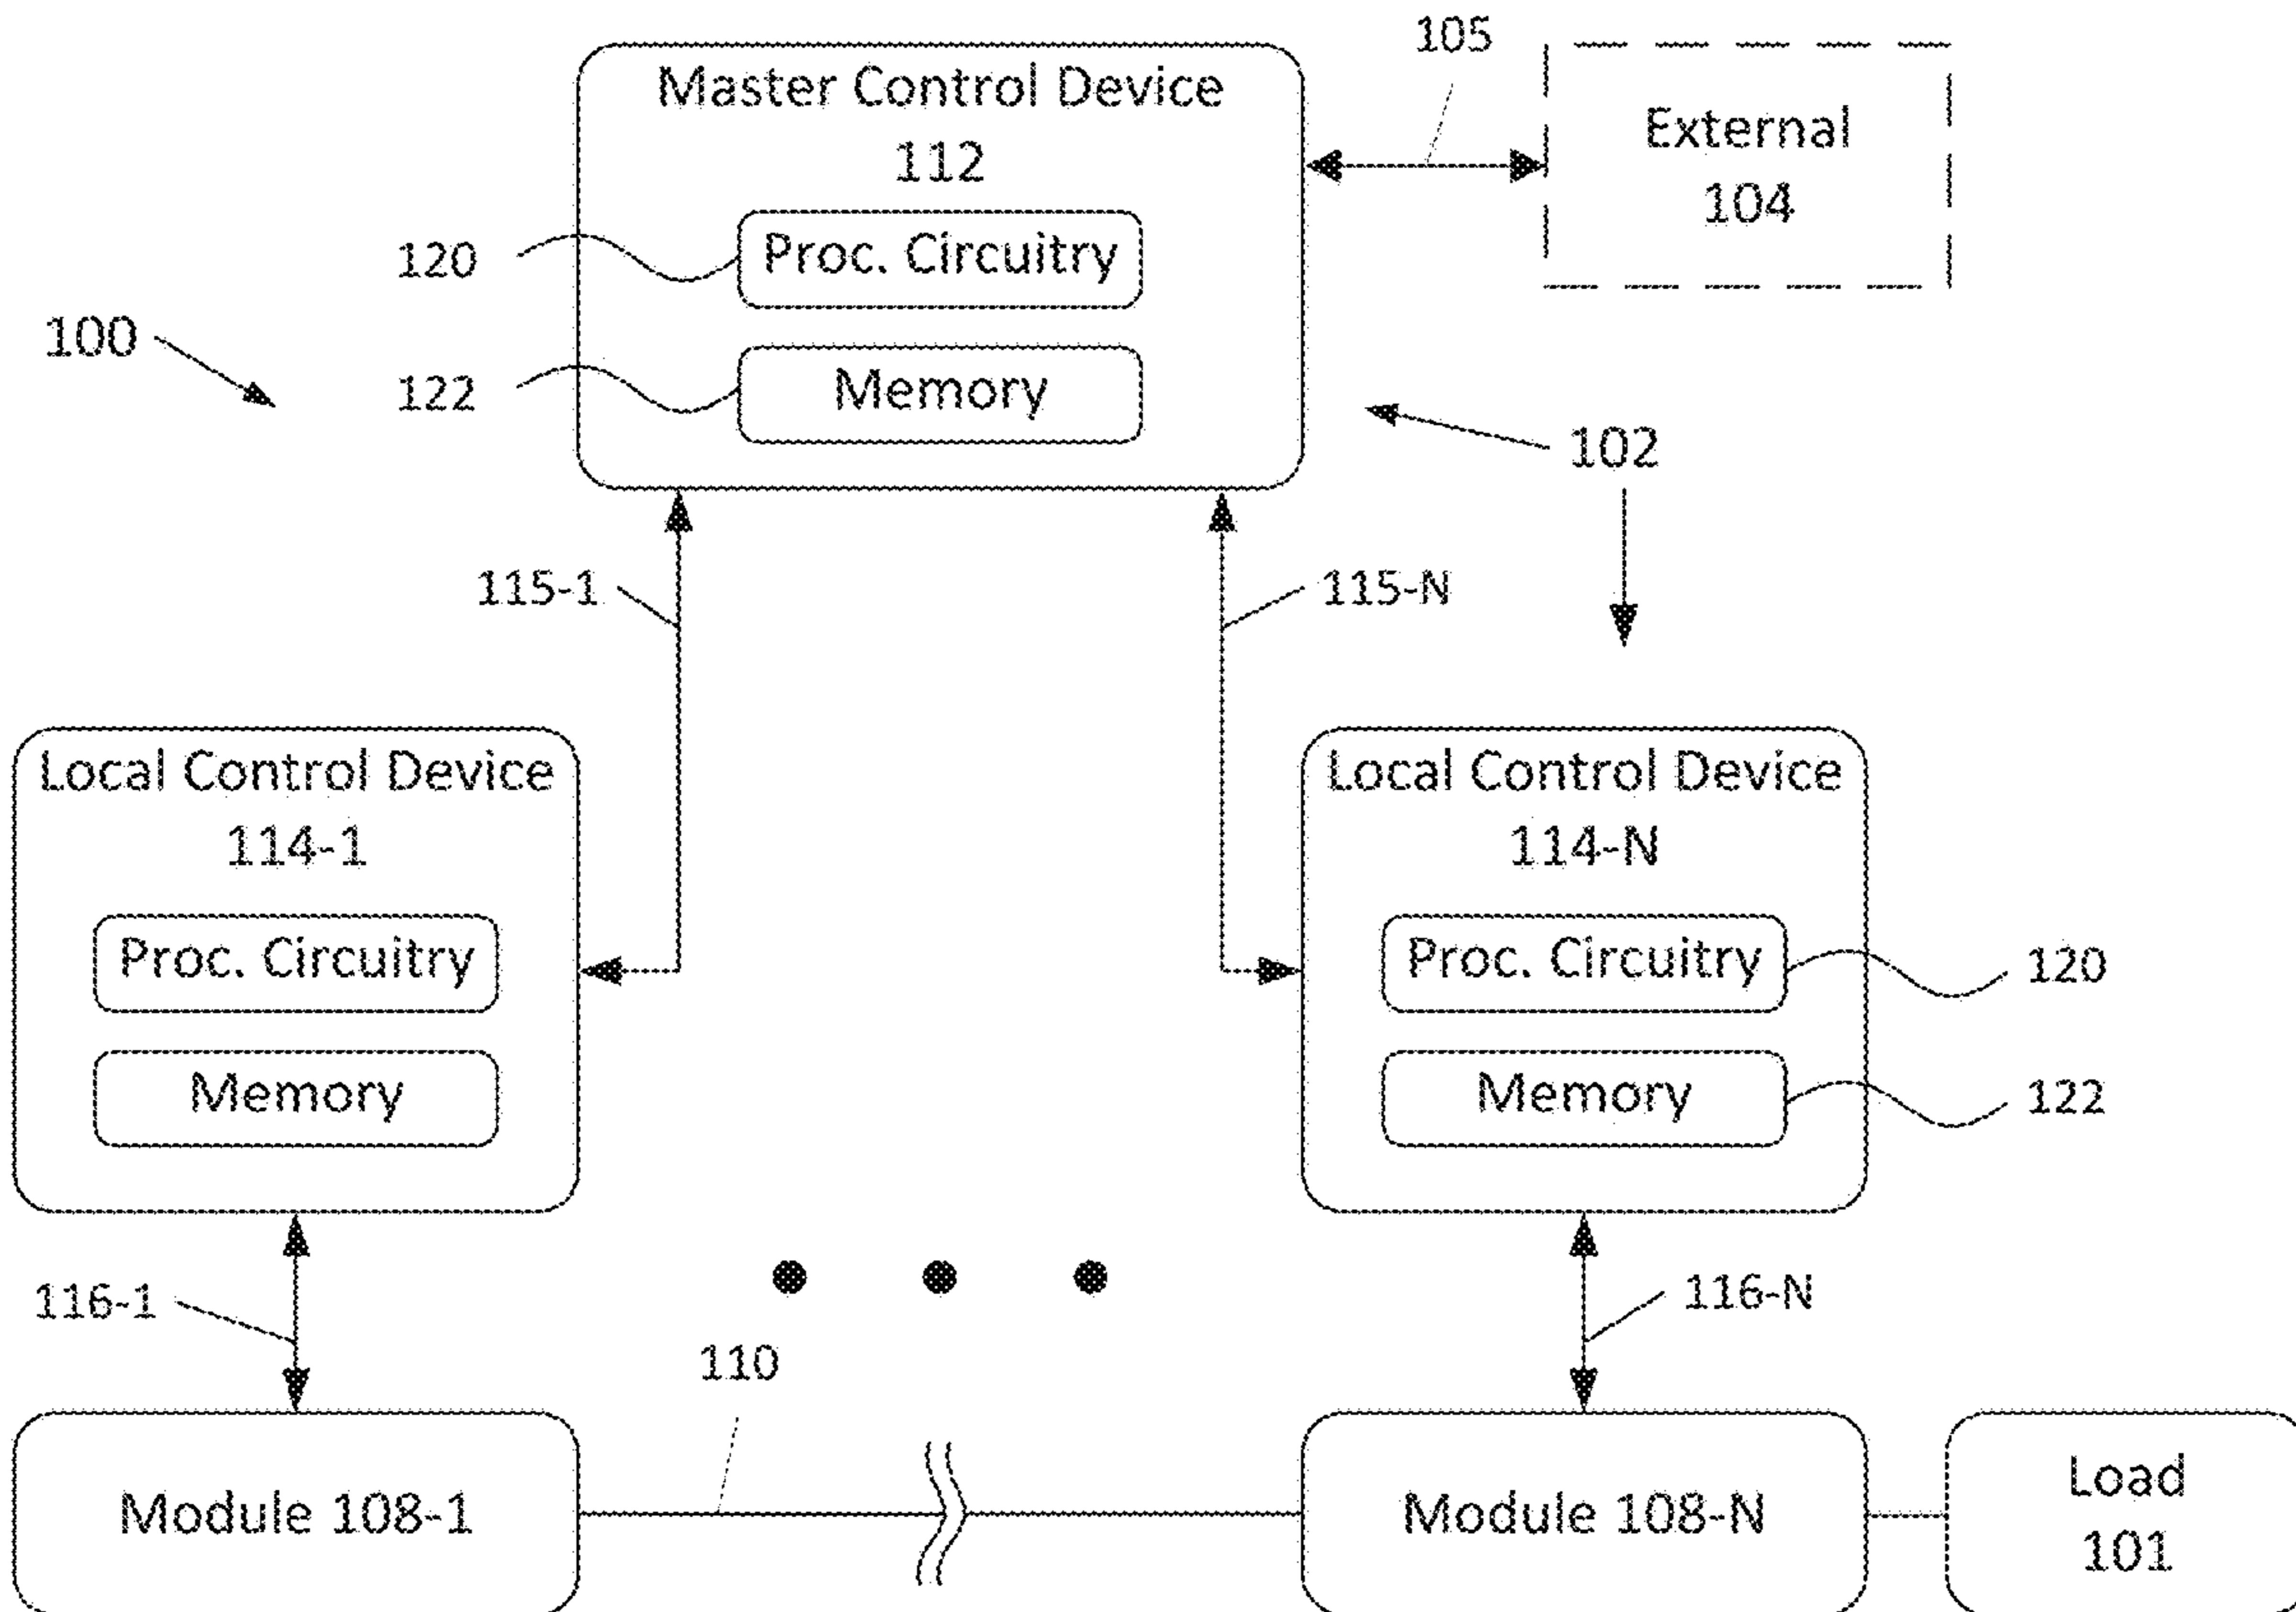 105
Master Control Device
112
External
104
120
Proc. Circuitry
100
122
Memory
102
115-1
115-N
Local Control Device
114-1
Proc. Circuitry
Memory
Local Control Device
114-N
Proc. Circuitry
120
Memory
122
116-1
116-N
110
Module 108-1
Module 108-N
Load
101